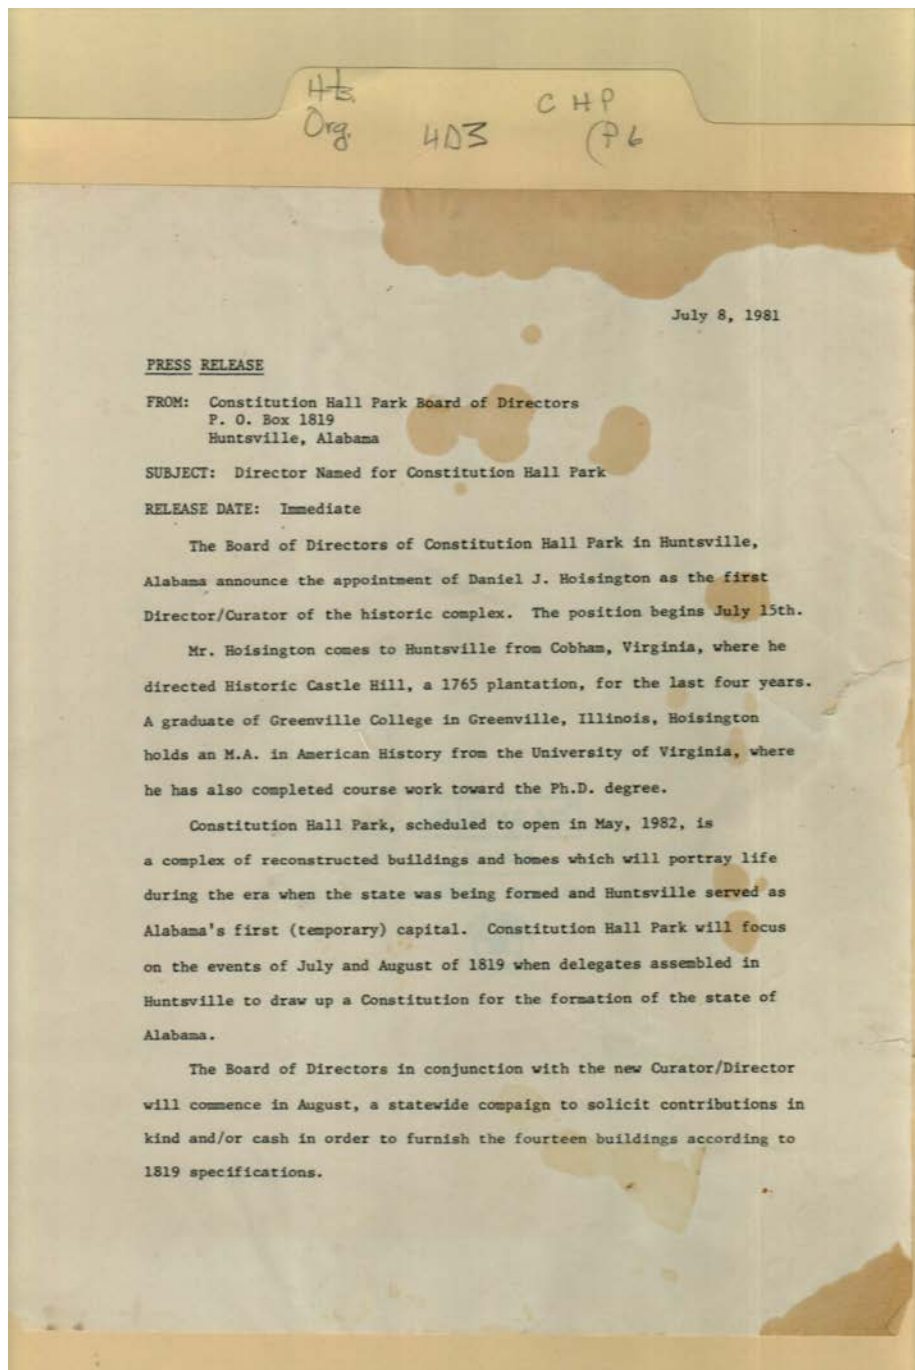 Hts.
Org.
4D3
CHP
(P6
July 8, 1981
PRESS RELEASE
FROM: Constitution Hall Park Board of Directors
P. O. Box 1819
Huntsville, Alabama
SUBJECT: Director Named for Constitution Hall Park
RELEASE DATE: Immediate
The Board of Directors of Constitution Hall Park in Huntsville,
Alabama announce the appointment of Daniel J. Hoisington as the first
Director/Curator of the historic complex. The position begins July 15th.
Mr. Hoisington comes to Huntsville from Cobham, Virginia, where he
directed Historic Castle Hill, a 1765 plantation, for the last four years.
A graduate of Greenville College in Greenville, Illinois, Hoisington
holds an M.A. in American History from the University of Virginia, where
he has also completed course work toward the Ph.D. degree.
Constitution Hall Park, scheduled to open in May, 1982, is
a complex of reconstructed buildings and homes which will portray life
during the era when the state was being formed and Huntsville served as
Alabama's first (temporary) capital. Constitution Hall Park will focus
on the events of July and August of 1819 when delegates assembled in
Huntsville to draw up a Constitution for the formation of the state of
Alabama.
The Board of Directors in conjunction with the new Curator/Director
will commence in August, a statewide compaign to solicit contributions in
kind and/or cash in order to furnish the fourteen buildings according to
1819 specifications.